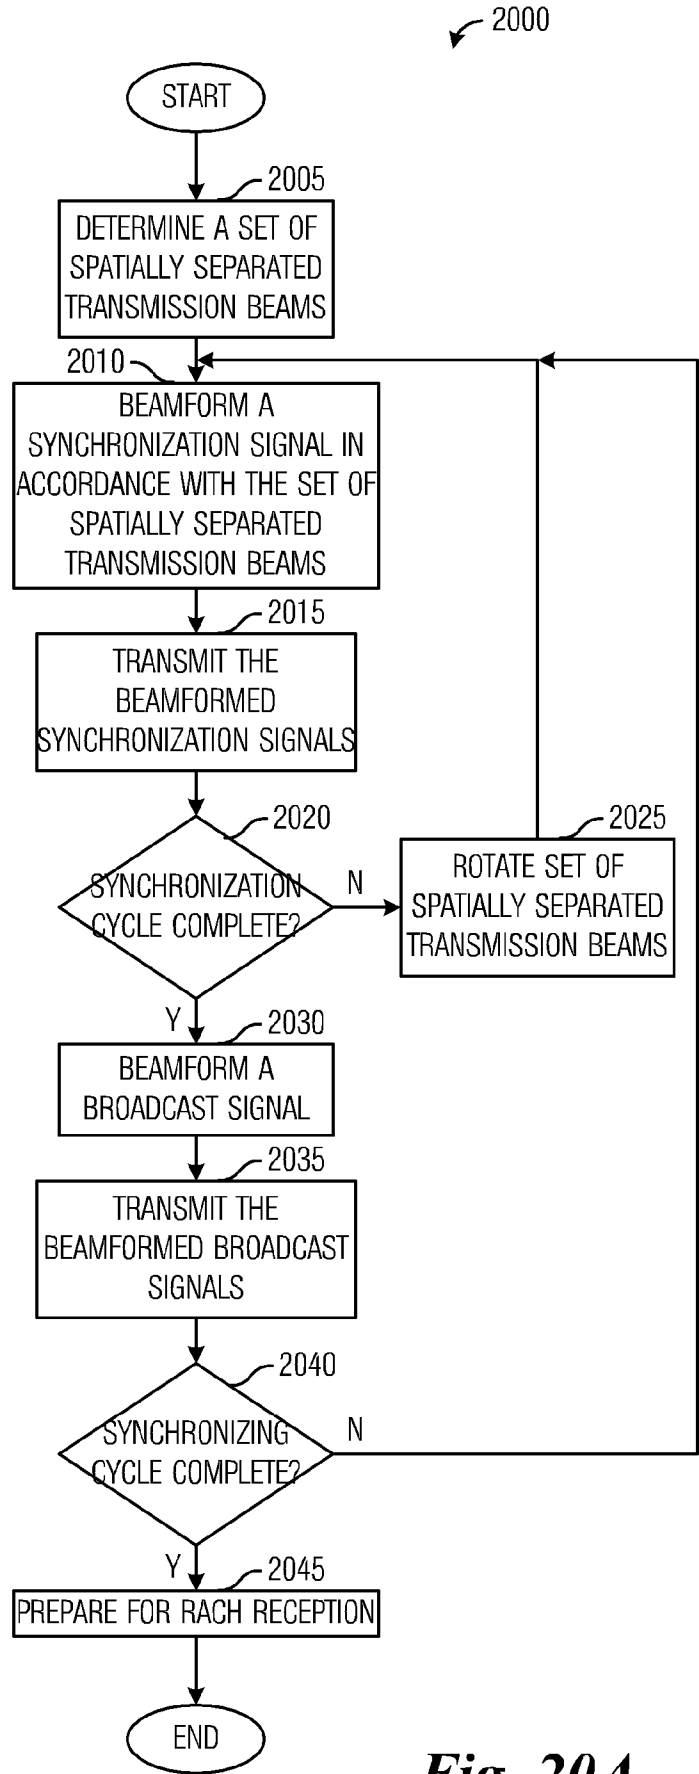 2000
START
2005
DETERMINE A SET OF
SPATIALLY SEPARATED
TRANSMISSION BEAMS
2010
BEAMFORM A
SYNCHRONIZATION SIGNAL IN
ACCORDANCE WITH THE SET OF
SPATIALLY SEPARATED
TRANSMISSION BEAMS
2015
TRANSMIT THE
BEAMFORMED
SYNCHRONIZATION SIGNALS
2020
SYNCHRONIZATION
CYCLE COMPLETE?
N
2025
ROTATE SET OF
SPATIALLY SEPARATED
TRANSMISSION BEAMS
Y
2030
BEAMFORM A
BROADCAST SIGNAL
2035
TRANSMIT THE
BEAMFORMED BROADCAST
SIGNALS
2040
SYNCHRONIZING
CYCLE COMPLETE?
N
Y
2045
PREPARE FOR RACH RECEPTION
END
Fig. 20A